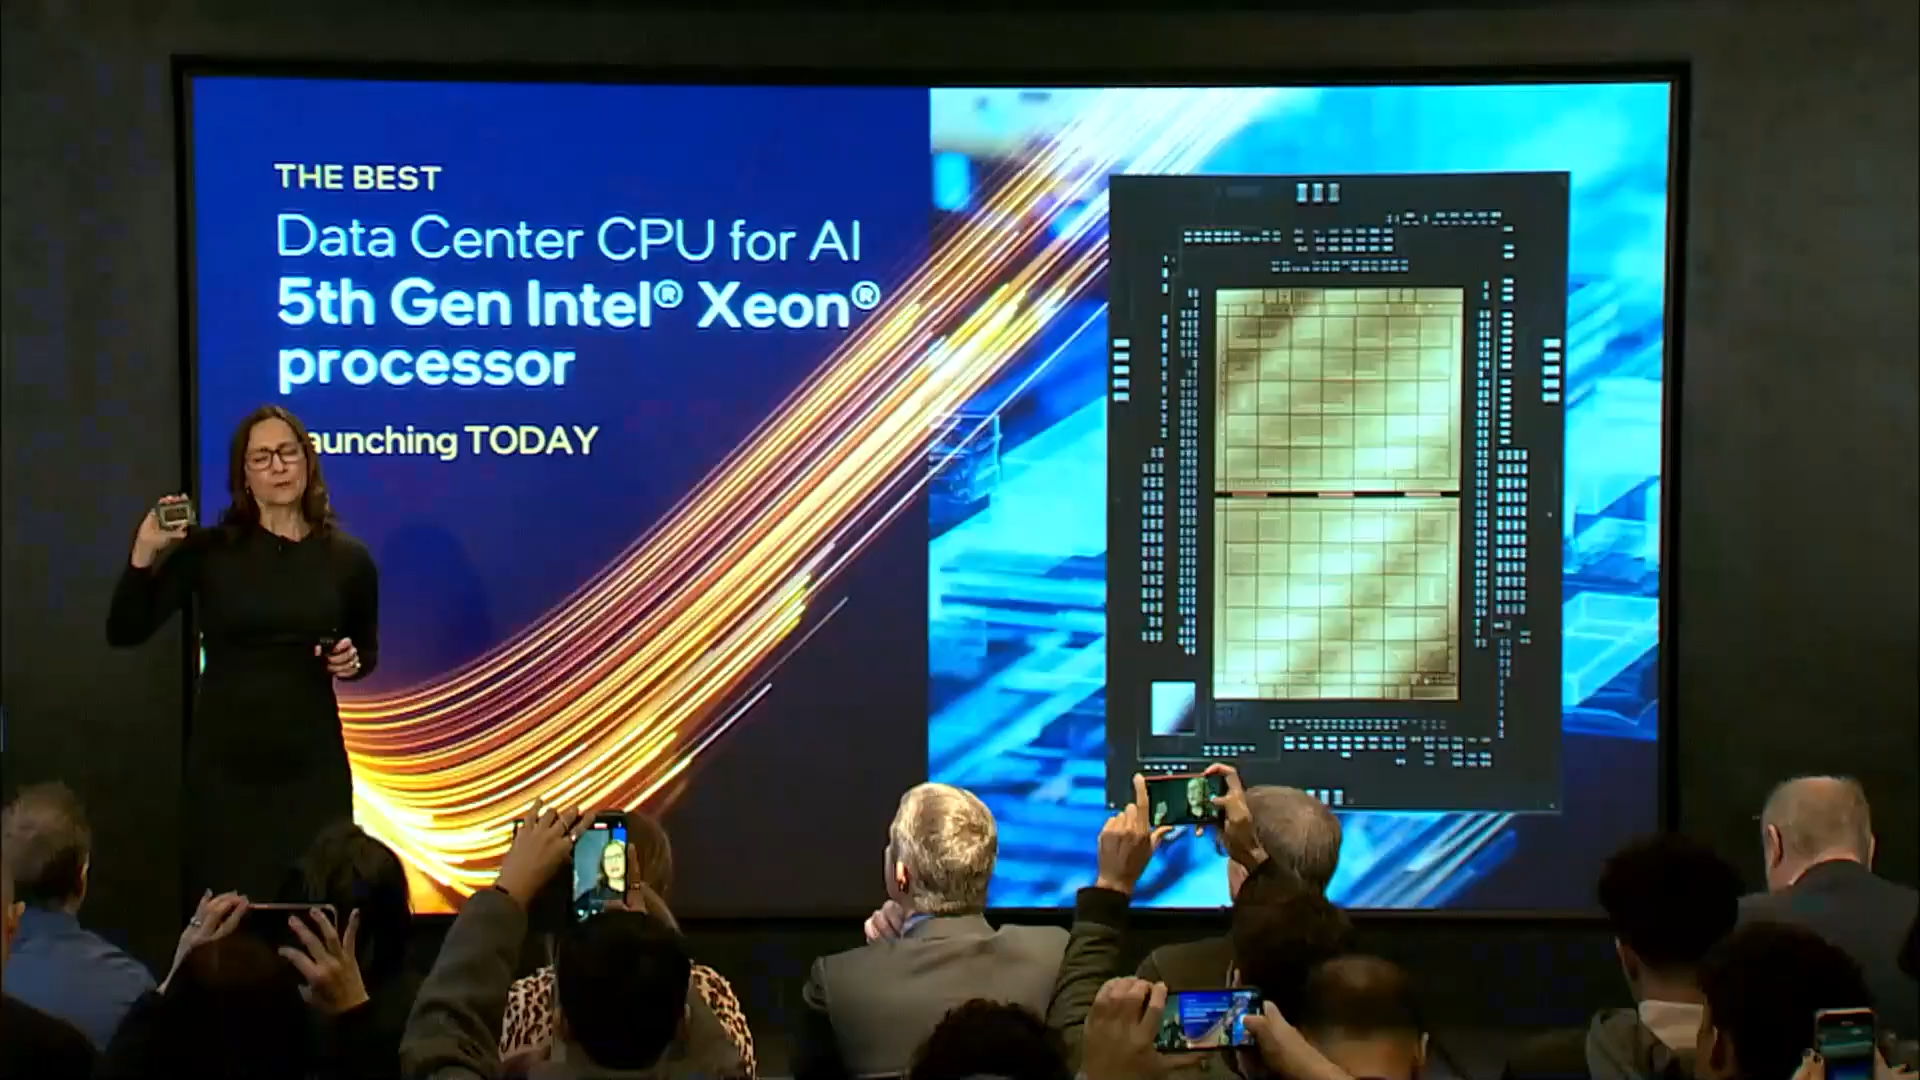 THE BEST
Data Center CPU for AI
5th Gen Intel® Xeon®
processor
aunching TODAY